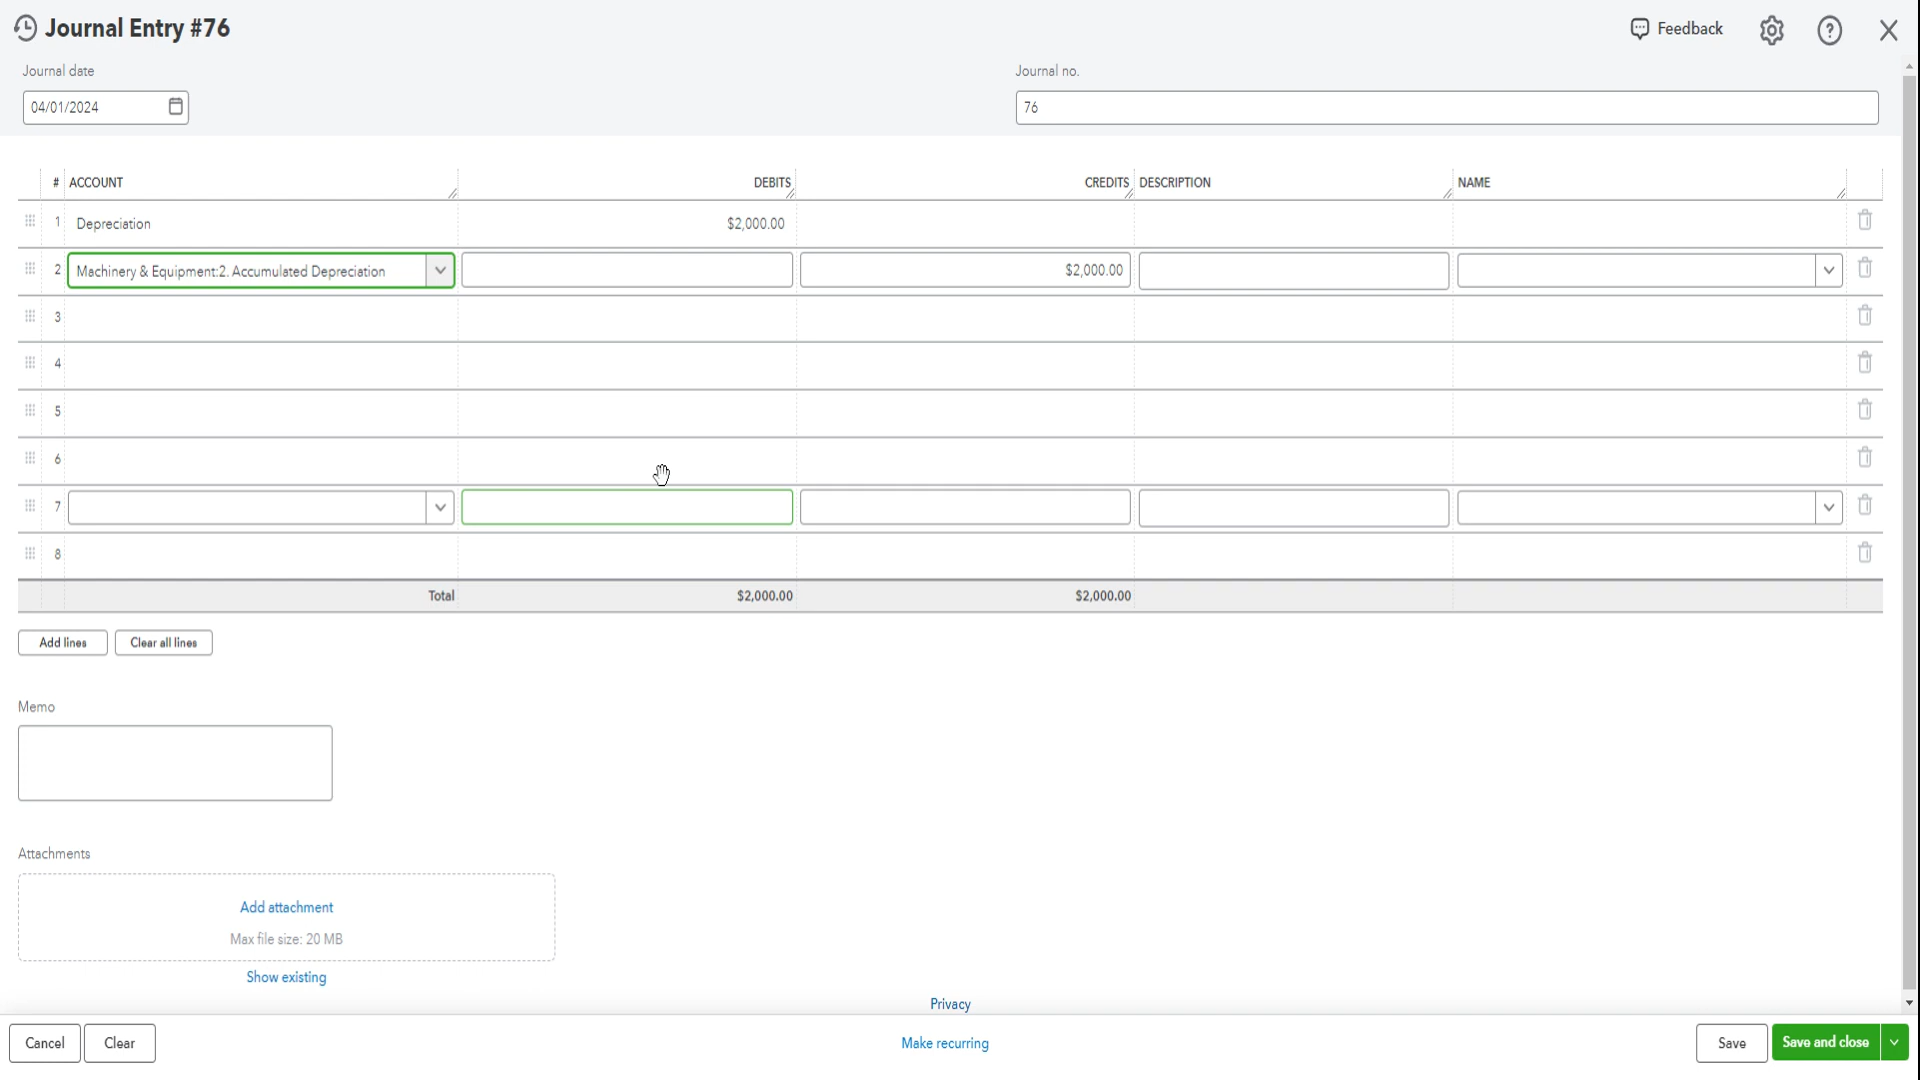 Journal Entry #76
Feedback
Journal date
Journal no.
04/01/2024
76
# ACCOUNT DEBITS CREDITS DESCRIPTION NAME
1 Depreciation $2,000.00
2 Machinery & Equipment:2. Accumulated Depreciation $2,000.00
3
4
5
6
7
8
Total $2,000.00 $2,000.00
Add lines Clear all lines
Memo
Attachments
Add attachment
Max file size: 20 MB
Show existing
Privacy
Cancel Clear Make recurring Save Save and close